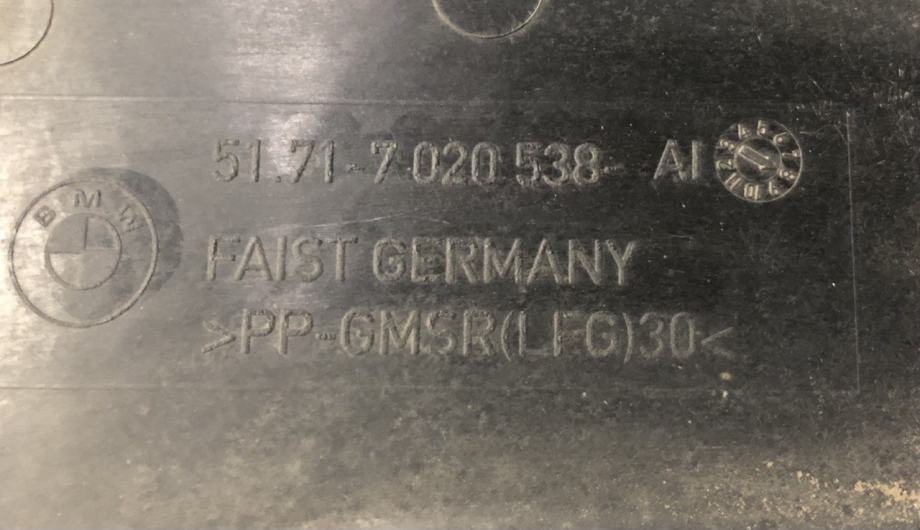 51.71-7 020 538- AI
BMW
FAIST GERMANY
>PP-GMSR(LFG)30<